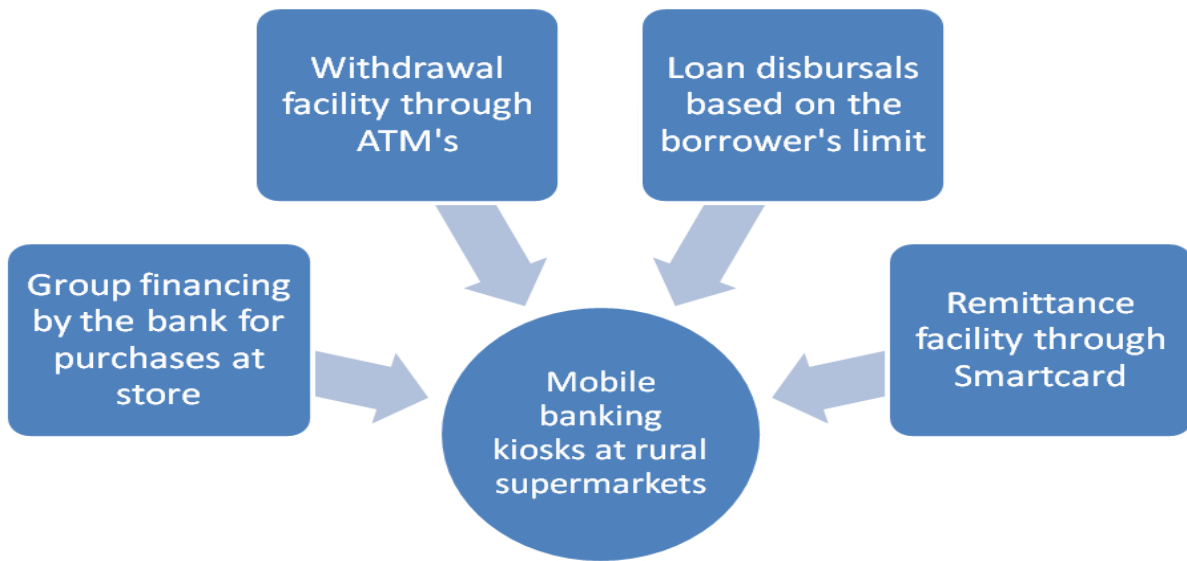 Withdrawal
facility through
ATM's
Loan disbursals
based on the
borrower's limit
Group financing
by the bank for
purchases at
store
Remittance
facility through
Smartcard
Mobile
banking
kiosks at rural
supermarkets